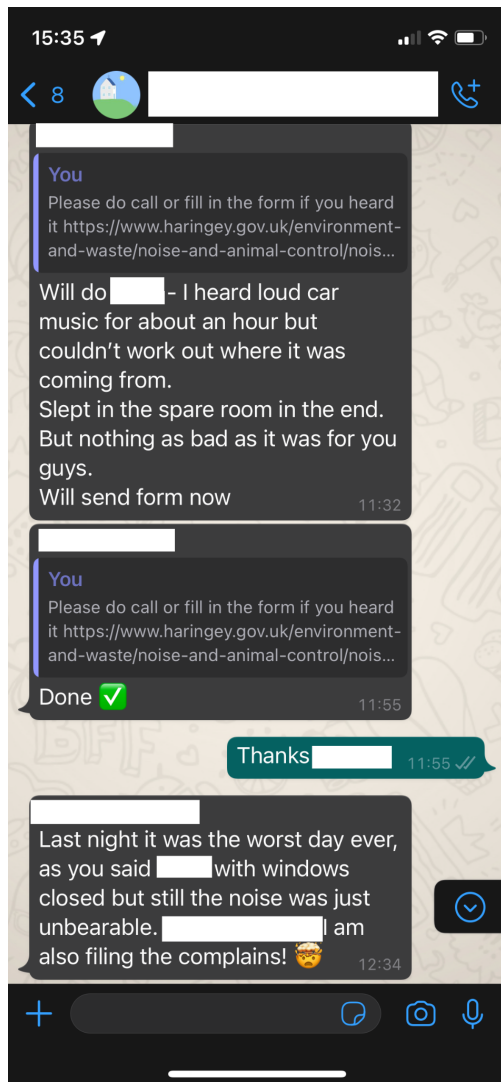 15:35
8
You
Please do call or fill in the form if you heard
it https://www.haringey.gov.uk/environment-
and-waste/noise-and-animal-control/nois...
Will do - I heard loud car
music for about an hour but
couldn’t work out where it was
coming from.
Slept in the spare room in the end.
But nothing as bad as it was for you
guys.
Will send form now
11:32
You
Please do call or fill in the form if you heard
it https://www.haringey.gov.uk/environment-
and-waste/noise-and-animal-control/nois...
Done ✅
11:55
BFF
Thanks
11:55
Last night it was the worst day ever,
as you said with windows
closed but still the noise was just
unbearable. I am
also filing the complains! 🤯
12:34